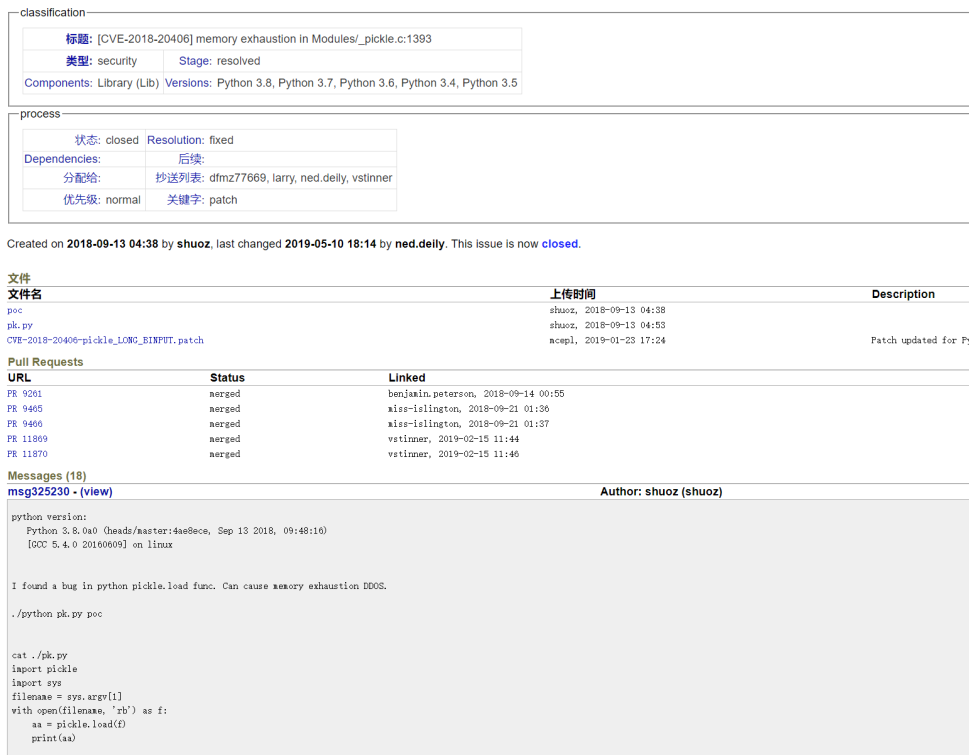 classification
标题: [CVE-2018-20406] memory exhaustion in Modules/_pickle.c:1393
类型: security Stage: resolved
Components: Library (Lib) Versions: Python 3.8, Python 3.7, Python 3.6, Python 3.4, Python 3.5
process
状态: closed Resolution: fixed
Dependencies: 后续:
分配给: 抄送列表: dfmz77669, larry, ned.deily, vstinner
优先级: normal 关键字: patch
Created on 2018-09-13 04:38 by shuoz, last changed 2019-05-10 18:14 by ned.deily. This issue is now closed.
文件
文件名 上传时间 Description
poc shuoz, 2018-09-13 04:38
pk.py shuoz, 2018-09-13 04:53
CVE-2018-20406-pickle_LONG_BINPUT.patch mcepl, 2019-01-23 17:24 Patch updated for Py
Pull Requests
URL Status Linked
PR 9261 merged benjamin.peterson, 2018-09-14 00:55
PR 9465 merged miss-islington, 2018-09-21 01:36
PR 9466 merged miss-islington, 2018-09-21 01:37
PR 11869 merged vstinner, 2019-02-15 11:44
PR 11870 merged vstinner, 2019-02-15 11:46
Messages (18)
msg325230 - (view) Author: shuoz (shuoz)
python version:
Python 3.8.0a0 (heads/master:4ae8ece, Sep 13 2018, 09:48:16)
[GCC 5.4.0 20160609] on linux
I found a bug in python pickle.load func. Can cause memory exhaustion DDOS.
./python pk.py poc
cat ./pk.py
import pickle
import sys
filename = sys.argv[1]
with open(filename, 'rb') as f:
aa = pickle.load(f)
print(aa)